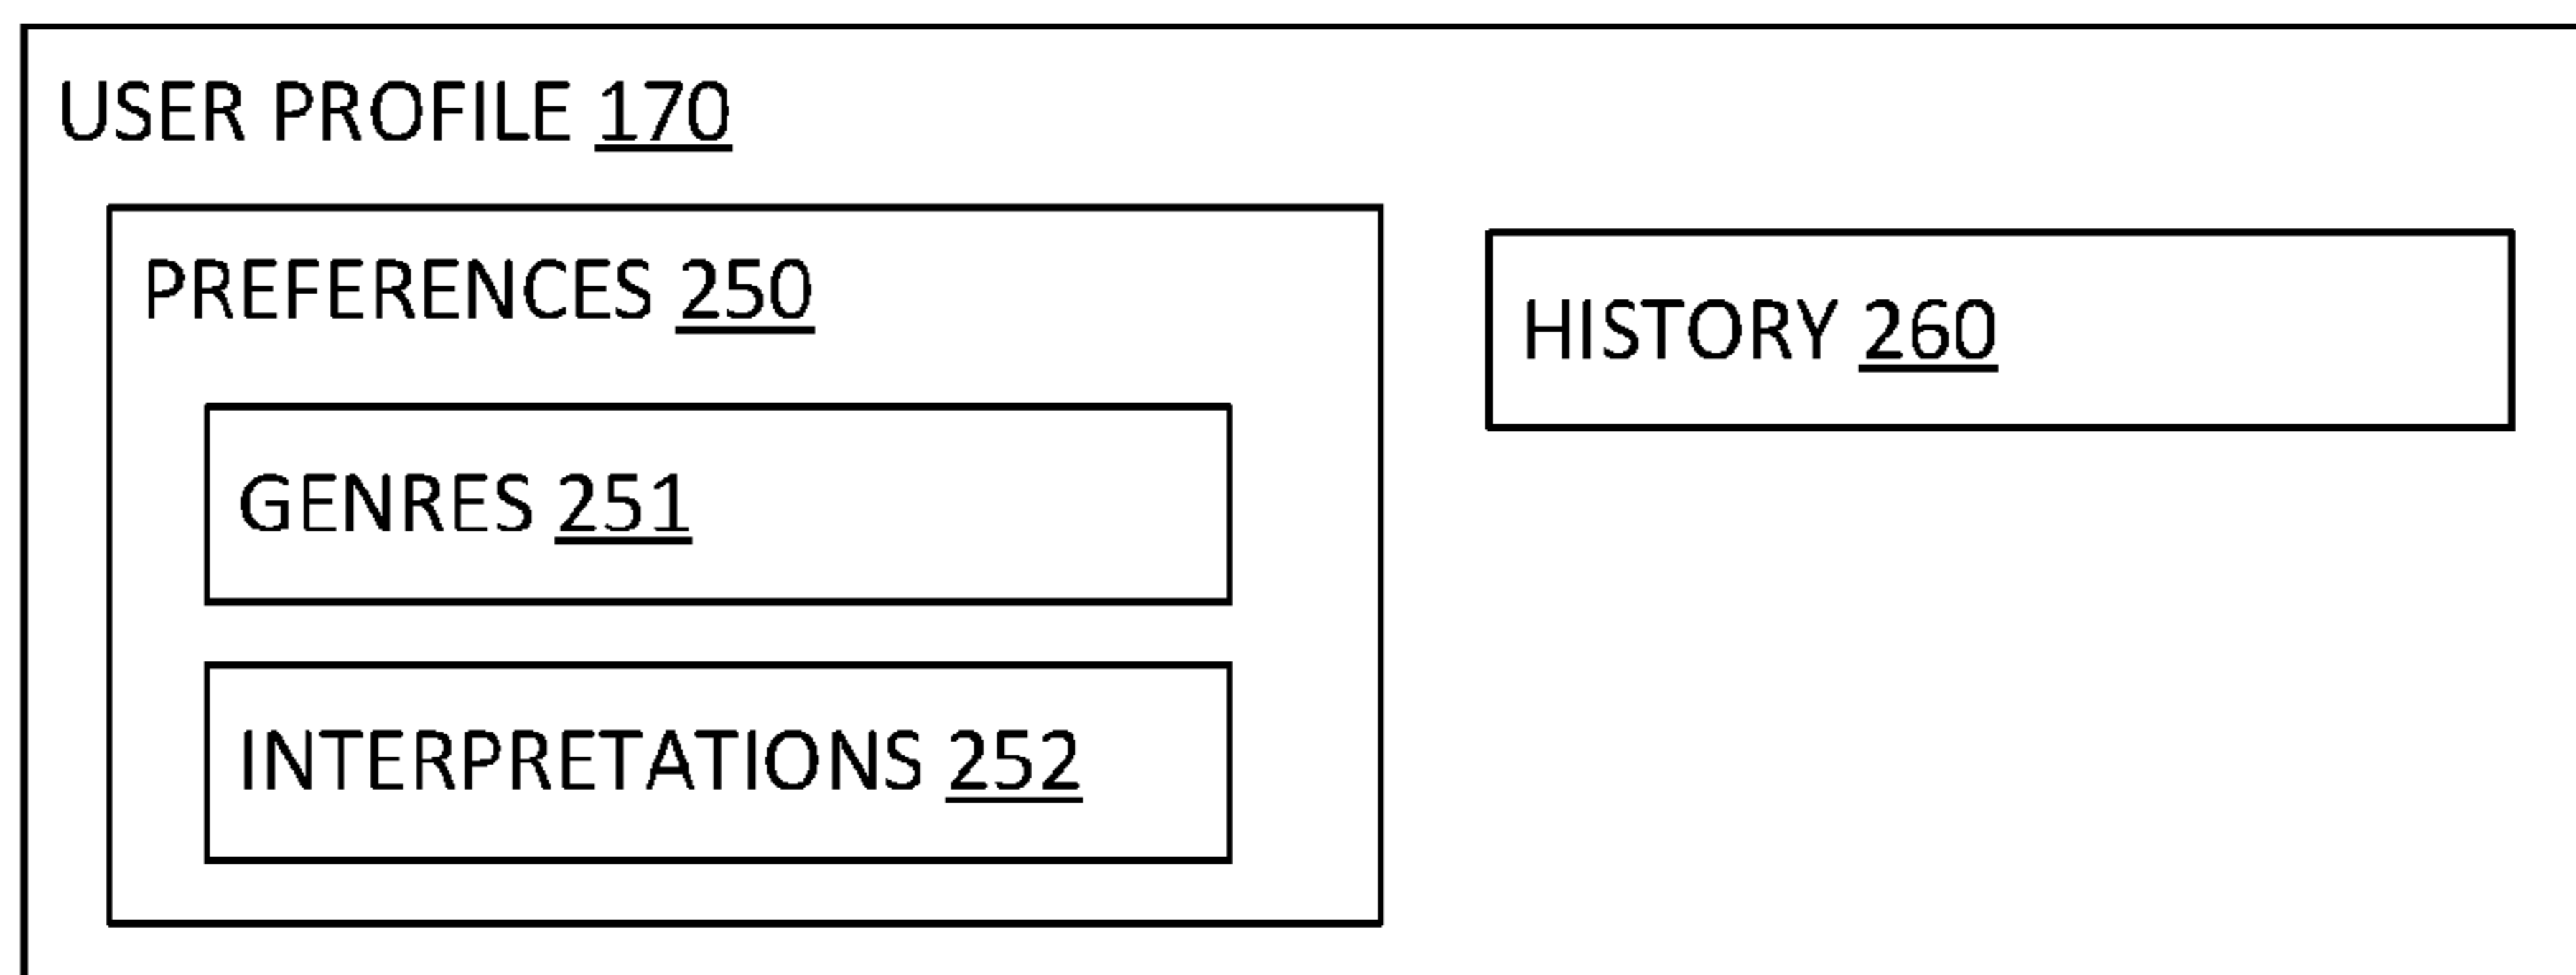 USER PROFILE 170
PREFERENCES 250
HISTORY 260
GENRES 251
INTERPRETATIONS 252